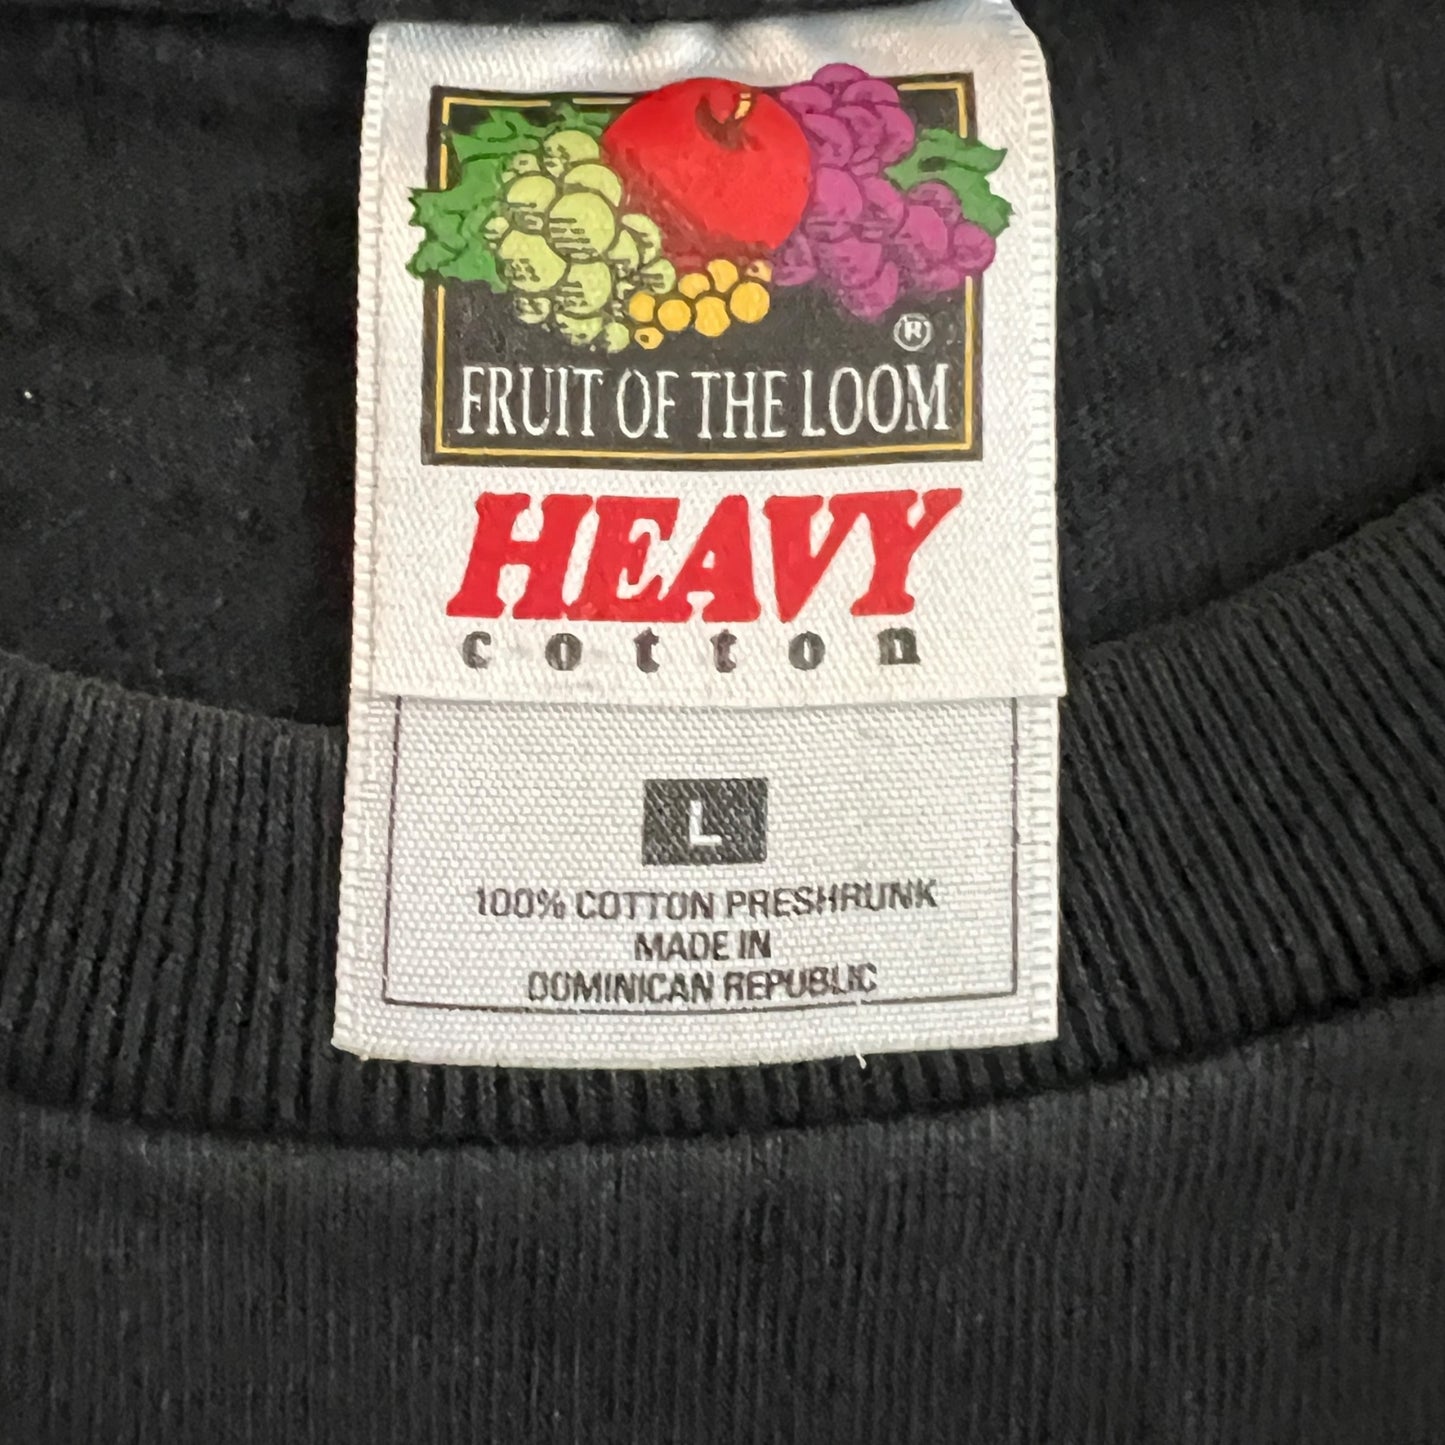 ®
FRUIT OF THE LOOM
HEAVY
cotton
L
100% COTTON PRESHRUNK
MADE IN
DOMINICAN REPUBLIC